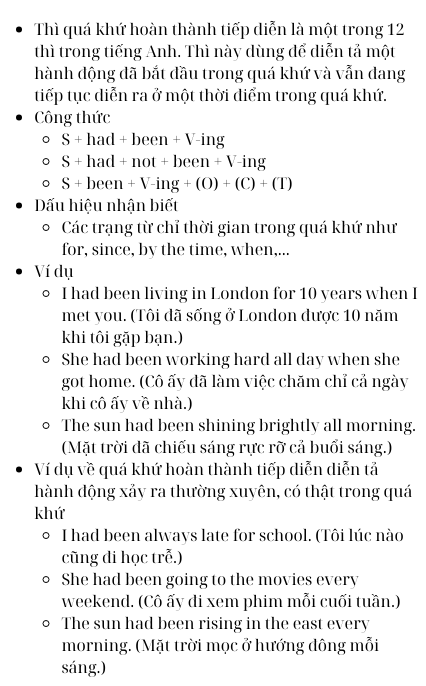 Thì quá khứ hoàn thành tiếp diễn là một trong 12
thì trong tiếng Anh. Thì này dùng để diễn tả một
hành động đã bắt đầu trong quá khứ và vẫn đang
tiếp tục diễn ra ở một thời điểm trong quá khứ.
Công thức
S + had + been + V-ing
S + had + not + been + V-ing
S + been + V-ing + (O) + (C) + (T)
Dấu hiệu nhận biết
Các trạng từ chỉ thời gian trong quá khứ như
for, since, by the time, when,...
Ví dụ
I had been living in London for 10 years when I
met you. (Tôi đã sống ở London được 10 năm
khi tôi gặp bạn.)
She had been working hard all day when she
got home. (Cô ấy đã làm việc chăm chỉ cả ngày
khi cô ấy về nhà.)
The sun had been shining brightly all morning.
(Mặt trời đã chiếu sáng rực rỡ cả buổi sáng.)
Ví dụ về quá khứ hoàn thành tiếp diễn diễn tả
hành động xảy ra thường xuyên, có thật trong quá
khứ
I had been always late for school. (Tôi lúc nào
cũng đi học trễ.)
She had been going to the movies every
weekend. (Cô ấy đi xem phim mỗi cuối tuần.)
The sun had been rising in the east every
morning. (Mặt trời mọc ở hướng đông mỗi
sáng.)